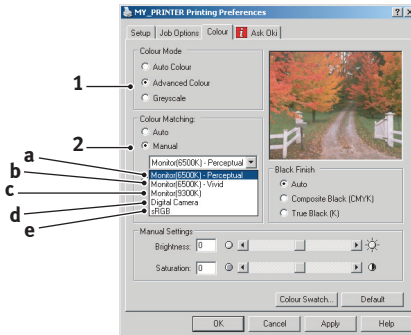 MY_PRINTER Printing Preferences
Setup Job Options Colour Ask Oki
Colour Mode
Auto Colour
1
Advanced Colour
Greyscale
Colour Matching:
Auto
2
Manual
Monitor(6500K) - Perceptual
a
Monitor(6500K) - Perceptual
b
Monitor(6500K) - Vivid
c
Monitor(9300K)
d
Digital Camera
e
sRGB
Black Finish
Auto
Composite Black (CMYK)
True Black (K)
Manual Settings
Brightness: 0
Saturation: 0
Colour Swatch... Default
OK Cancel Apply Help